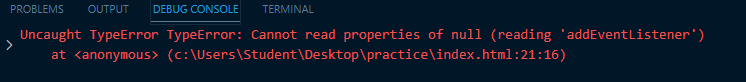 PROBLEMS OUTPUT DEBUG CONSOLE TERMINAL
Uncaught TypeError TypeError: Cannot read properties of null (reading 'addEventListener')
at <anonymous> (c:\Users\Student\Desktop\practice\index.html:21:16)